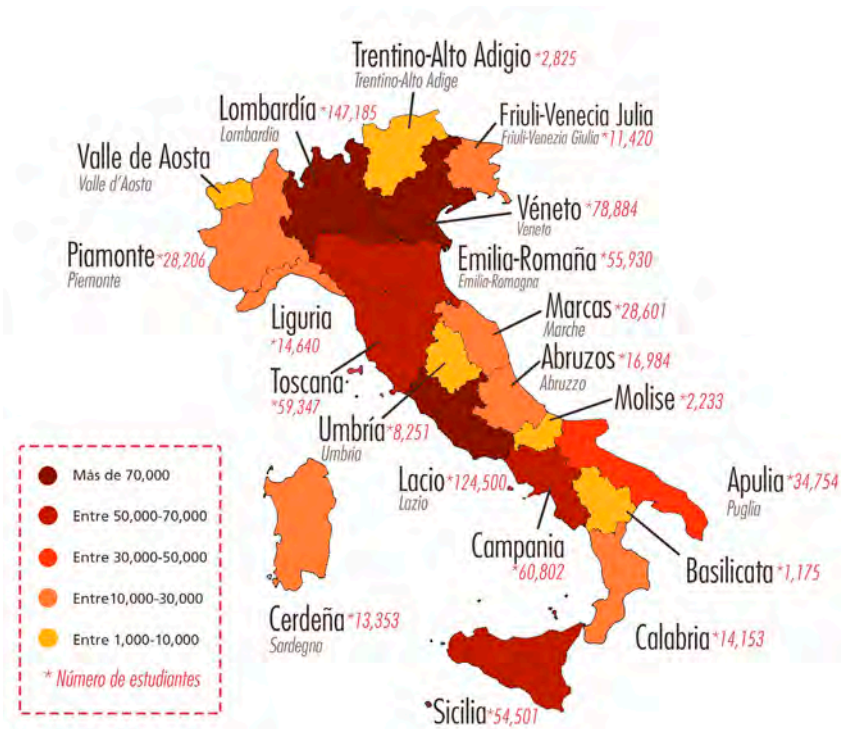 Trentino-Alto Adigio *2,825
Trentino-Alto Adige
Lombardía *147,185
Lombardia
Friuli-Venecia Julia
Friuli-Venezia Giulia *11,420
Valle de Aosta
Valle d'Aosta
Véneto *78,884
Veneto
Piamonte *28,206
Piemonte
Emilia-Romaña *55,930
Emilia-Romagna
Liguria
*14,640
Marcas *28,601
Marche
Abruzos *16,984
Abruzzo
Toscana
*59,347
Molise *2,233
Umbría *8,251
Umbria
Lacio *124,500
Lazio
Apulia *34,754
Puglia
Campania
*60,802
Basilicata *1,175
Cerdeña *13,353
Sardegna
Calabria *14,153
Sicilia *54,501
Más de 70,000
Entre 50,000-70,000
Entre 30,000-50,000
Entre10,000-30,000
Entre 1,000-10,000
* Número de estudiantes